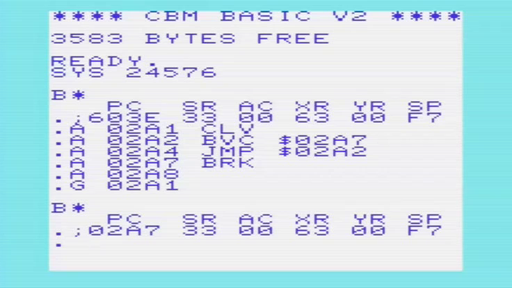 **** CBM BASIC V2 ****
3583 BYTES FREE
READY.
SYS 24576
B*
PC SR AC XR YR SP
.;603E 33 00 63 00 F7
.A 02A1 CLV
.A 02A2 BVC $02A7
.A 02A4 JMP $02A2
.A 02A7 BRK
.A 02A8
.G 02A1
B*
PC SR AC XR YR SP
.;02A7 33 00 63 00 F7
.